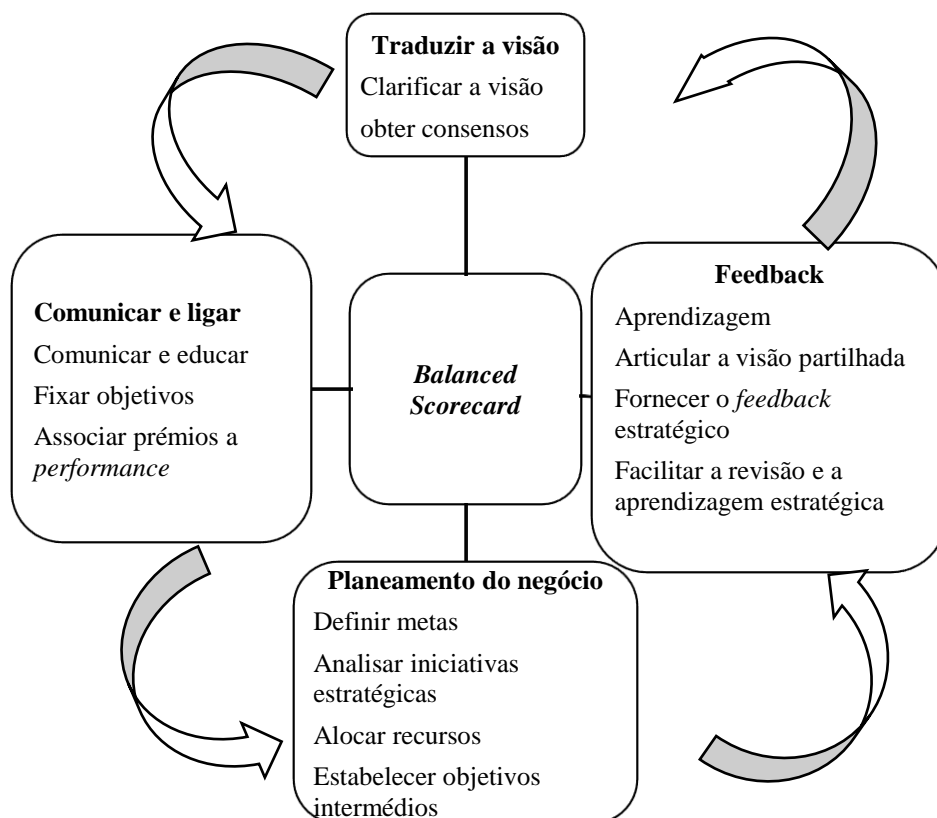 Traduzir a visão
Clarificar a visão
obter consensos
Comunicar e ligar
Comunicar e educar
Fixar objetivos
Associar prémios a
performance
Balanced
Scorecard
Feedback
Aprendizagem
Articular a visão partilhada
Fornecer o feedback
estratégico
Facilitar a revisão e a
aprendizagem estratégica
Planeamento do negócio
Definir metas
Analisar iniciativas
estratégicas
Alocar recursos
Estabelecer objetivos
intermédios